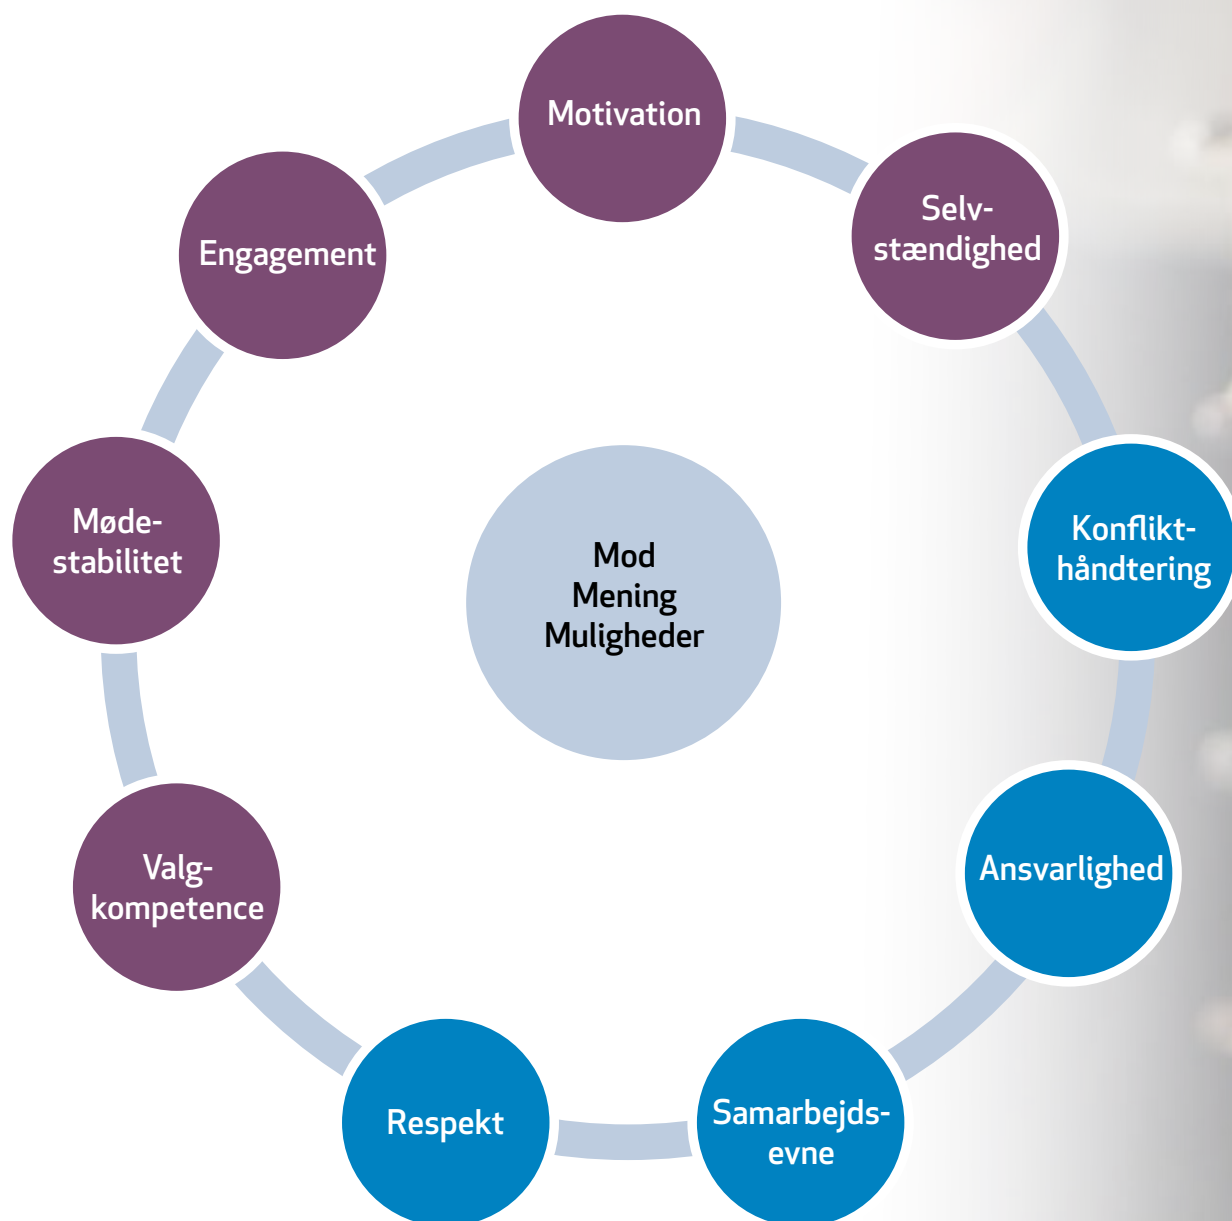 Motivation
Selv-
stændighed
Konflikt-
håndtering
Ansvarlighed
Samarbejds-
evne
Respekt
Valg-
kompetence
Møde-
stabilitet
Engagement
Mod
Mening
Muligheder